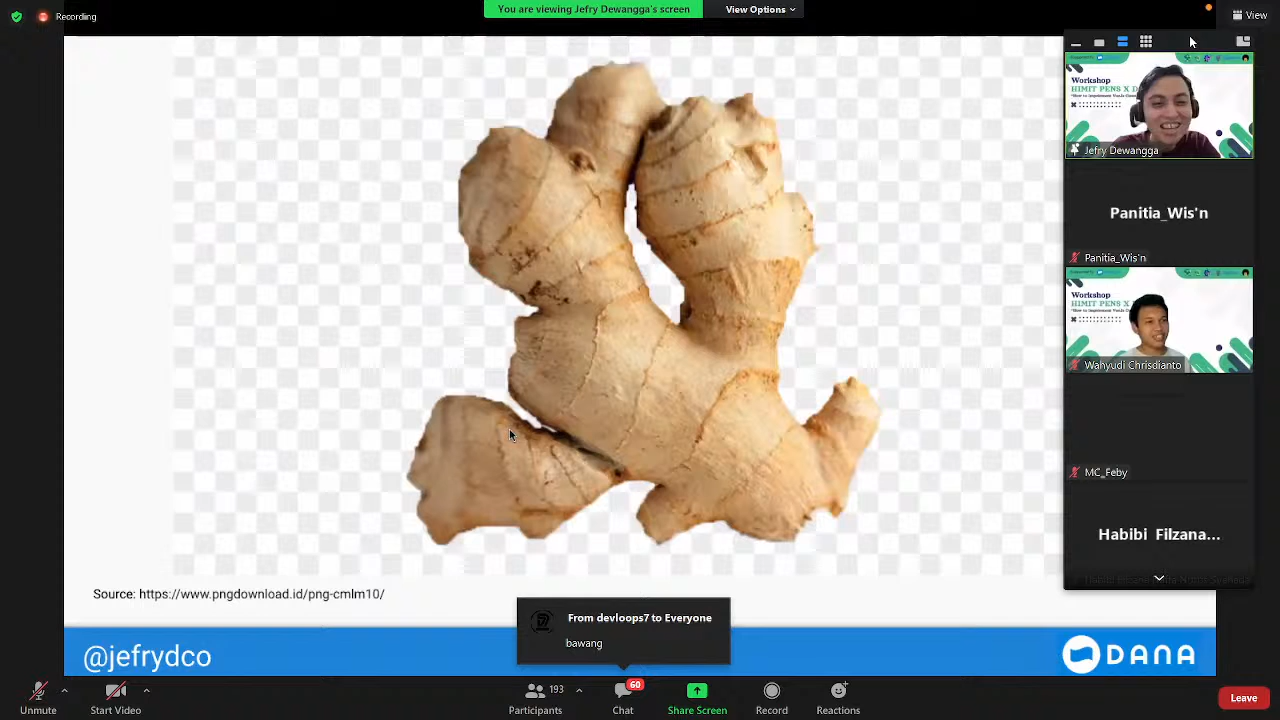 Recording
You are viewing Jefry Dewangga's screen
View Options
View
Workshop
HIMIT PENS X D
Jefry Dewangga
Panitia_Wis'n
Panitia_Wis'n
Workshop
HIMIT PENS X
Wahyudi Chrisdianto
MC_Feby
Habibi Filzana...
Source: https://www.pngdownload.id/png-cmlm10/
From devloops7 to Everyone
bawang
@jefrydco
DANA
Unmute
Start Video
193
Participants
60
Chat
Share Screen
Record
Reactions
Leave